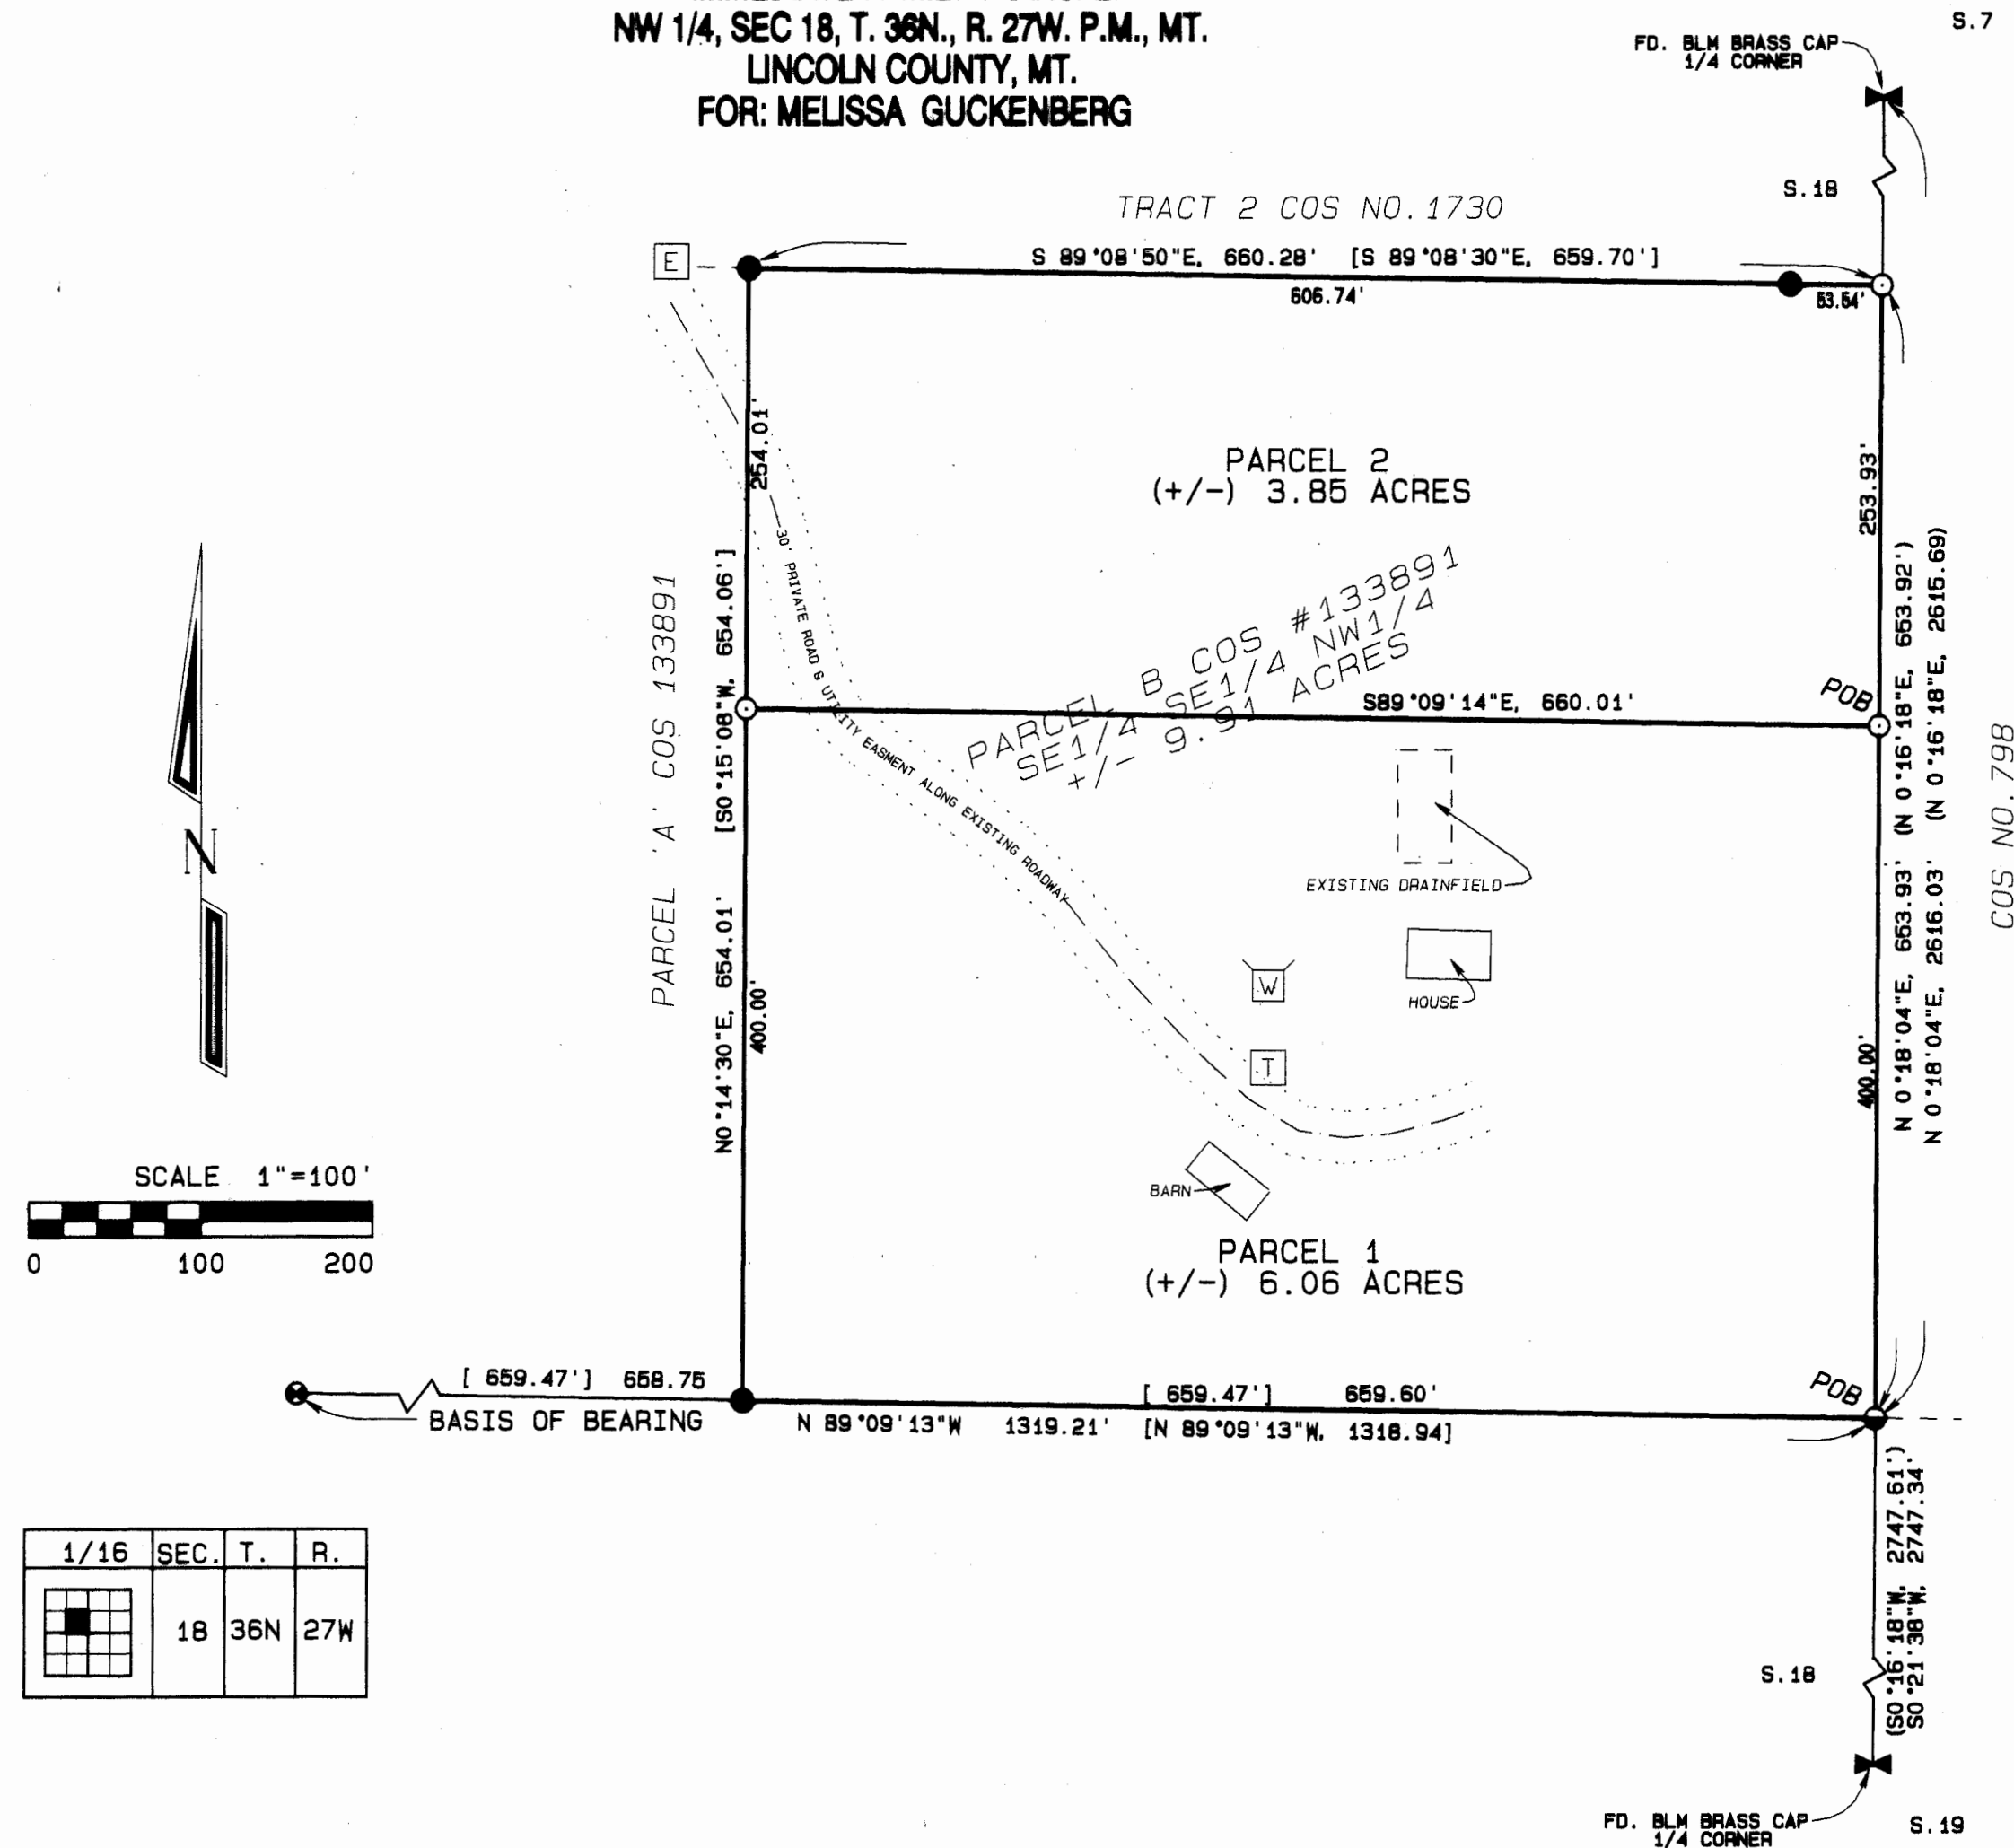 NW 1/4, SEC 18, T. 36N., R. 27W. P.M., MT.
LINCOLN COUNTY, MT.
FOR: MELISSA GUCKENBERG
S.7
FD. BLM BRASS CAP
1/4 CORNER
S.18
TRACT 2 COS NO. 1730
E
S 89°08'50"E, 660.28' [S 89°08'30"E, 659.70']
606.74'
53.54'
254.01'
253.93'
PARCEL 2
(+/-) 3.85 ACRES
30' PRIVATE ROAD & UTILITY EASMENT ALONG EXISTING ROADWAY
PARCEL 'A' COS 133891
N0°14'30"E, 654.01' [S0°15'08"W, 654.06']
400.00'
PARCEL B COS #133891
SE1/4 SE1/4 NW1/4
+/- 9.91 ACRES
S89°09'14"E, 660.01'
POB
N 0°18'04"E, 653.93' (N 0°16'18"E, 653.92')
N 0°18'04"E, 2616.03' (N 0°16'18"E, 2615.69)
COS NO. 798
400.00'
EXISTING DRAINFIELD
HOUSE
W
T
BARN
N
SCALE 1"=100'
0 100 200
PARCEL 1
(+/-) 6.06 ACRES
[ 659.47'] 658.75
BASIS OF BEARING
[ 659.47'] 659.60'
N 89°09'13"W 1319.21' [N 89°09'13"W, 1318.94]
POB
(S0°16'18"W, 2747.61')
S0°21'38"W, 2747.34'
1/16 SEC. T. R.
18 36N 27W
S.18
FD. BLM BRASS CAP
1/4 CORNER
S.19